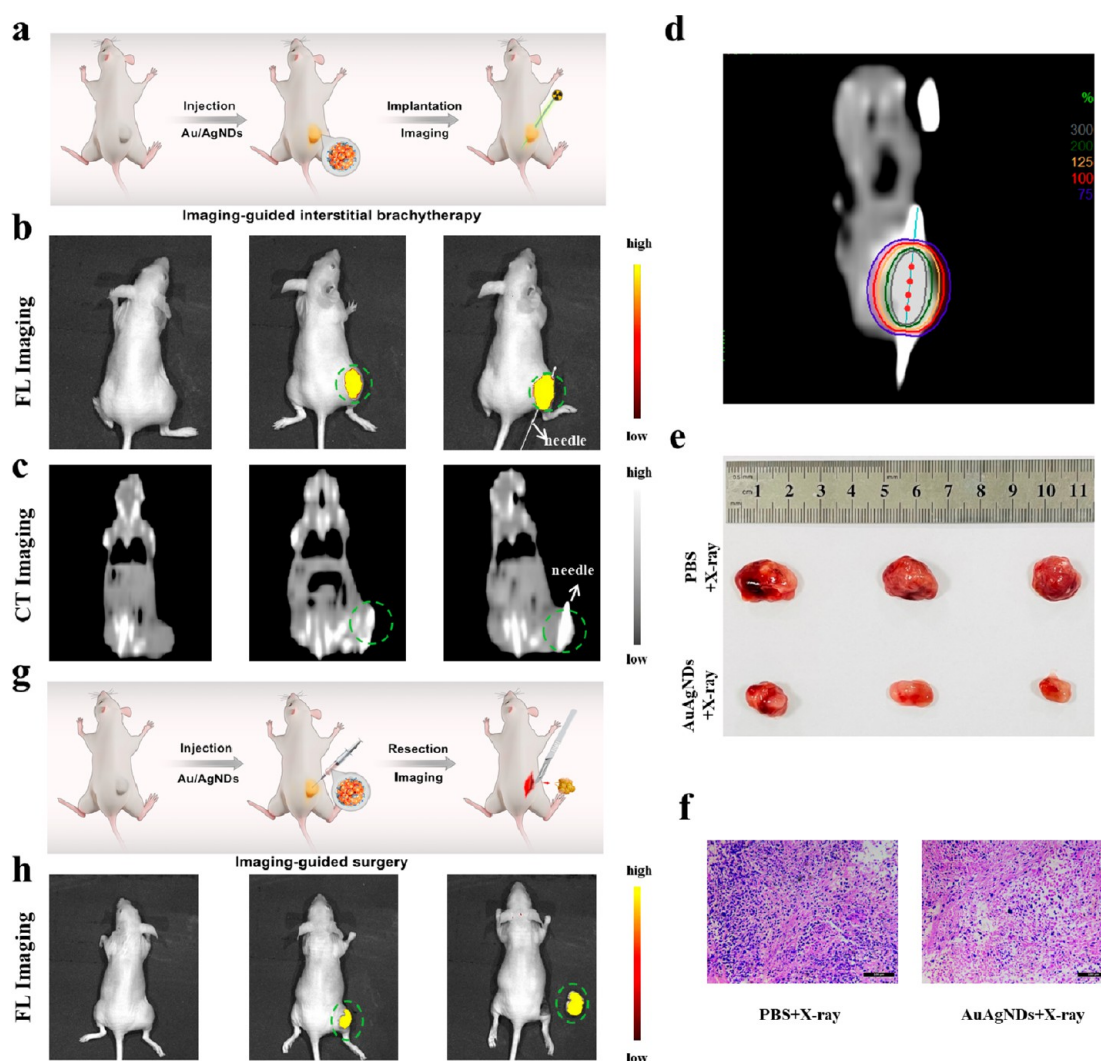 a
Injection
Au/AgNDs
Implantation
Imaging
Imaging-guided interstitial brachytherapy
b
FL Imaging
needle
high
low
c
CT Imaging
needle
high
low
d
%
300
200
125
100
75
e
cm
1 2 3 4 5 6 7 8 9 10 11
PBS
+X-ray
AuAgNDs
+X-ray
f
PBS+X-ray
AuAgNDs+X-ray
g
Injection
Au/AgNDs
Resection
Imaging
Imaging-guided surgery
h
FL Imaging
high
low